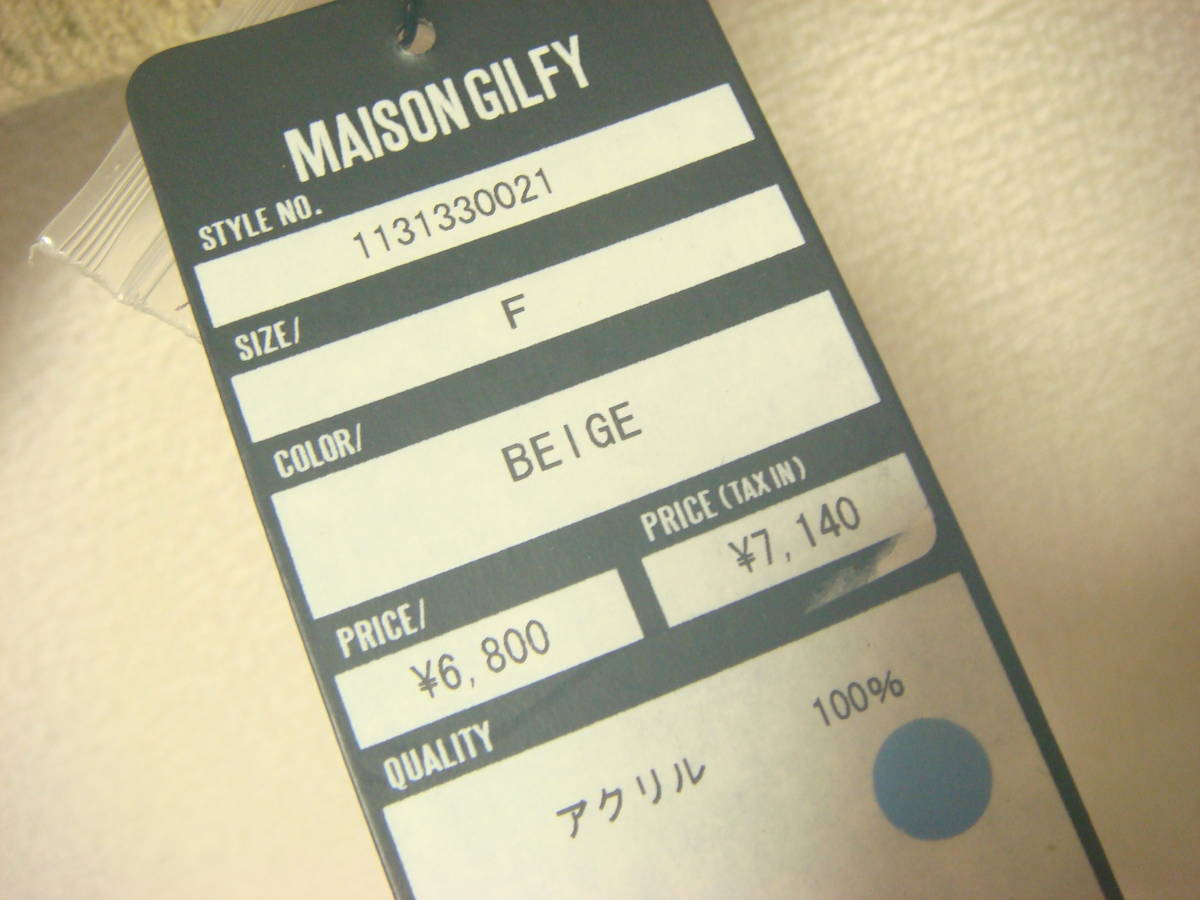 MAISON GILFY
STYLE NO.
1131330021
SIZE/
F
COLOR/
BEIGE
PRICE/
¥6,800
PRICE (TAX IN)
¥7,140
QUALITY
アクリル 100%